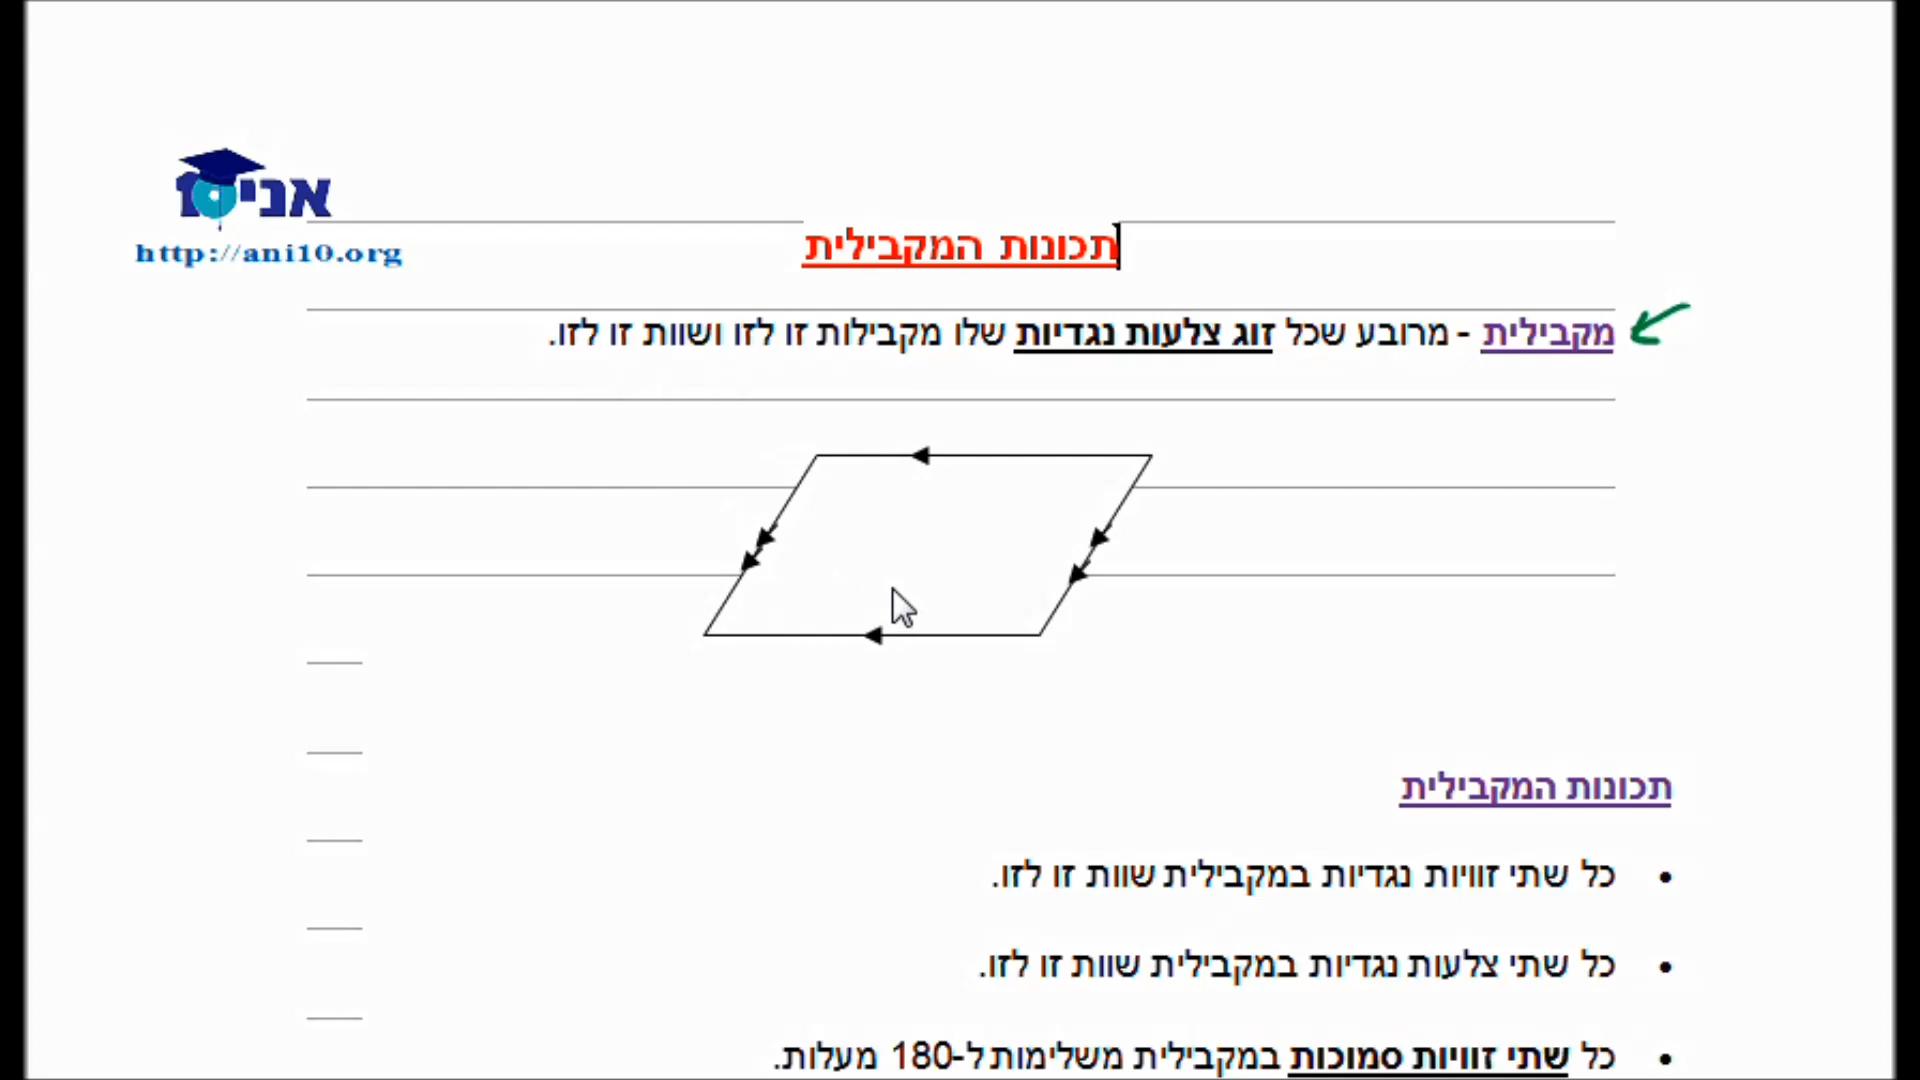 אני10
http://ani10.org
תכונות המקבילית
מקבילית - מרובע שכל זוג צלעות נגדיות שלו מקבילות זו לזו ושוות זו לזו.
תכונות המקבילית
• כל שתי זוויות נגדיות במקבילית שוות זו לזו.
• כל שתי צלעות נגדיות במקבילית שוות זו לזו.
• כל שתי זוויות סמוכות במקבילית משלימות ל-180 מעלות.